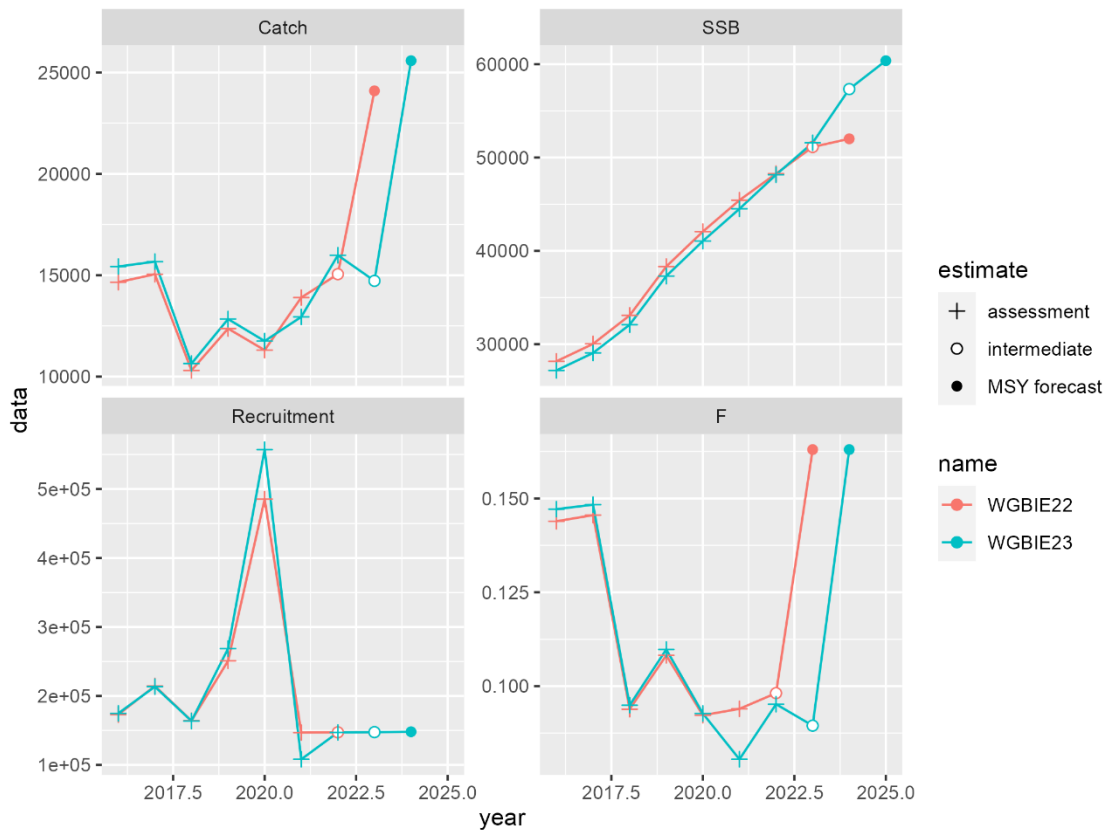 Catch
SSB
25000
20000
15000
10000
60000
50000
40000
30000
data
Recruitment
F
5e+05
4e+05
3e+05
2e+05
1e+05
0.150
0.125
0.100
2017.5
2020.0
2022.5
2025.0
2017.5
2020.0
2022.5
2025.0
year
estimate
assessment
intermediate
MSY forecast
name
WGBIE22
WGBIE23